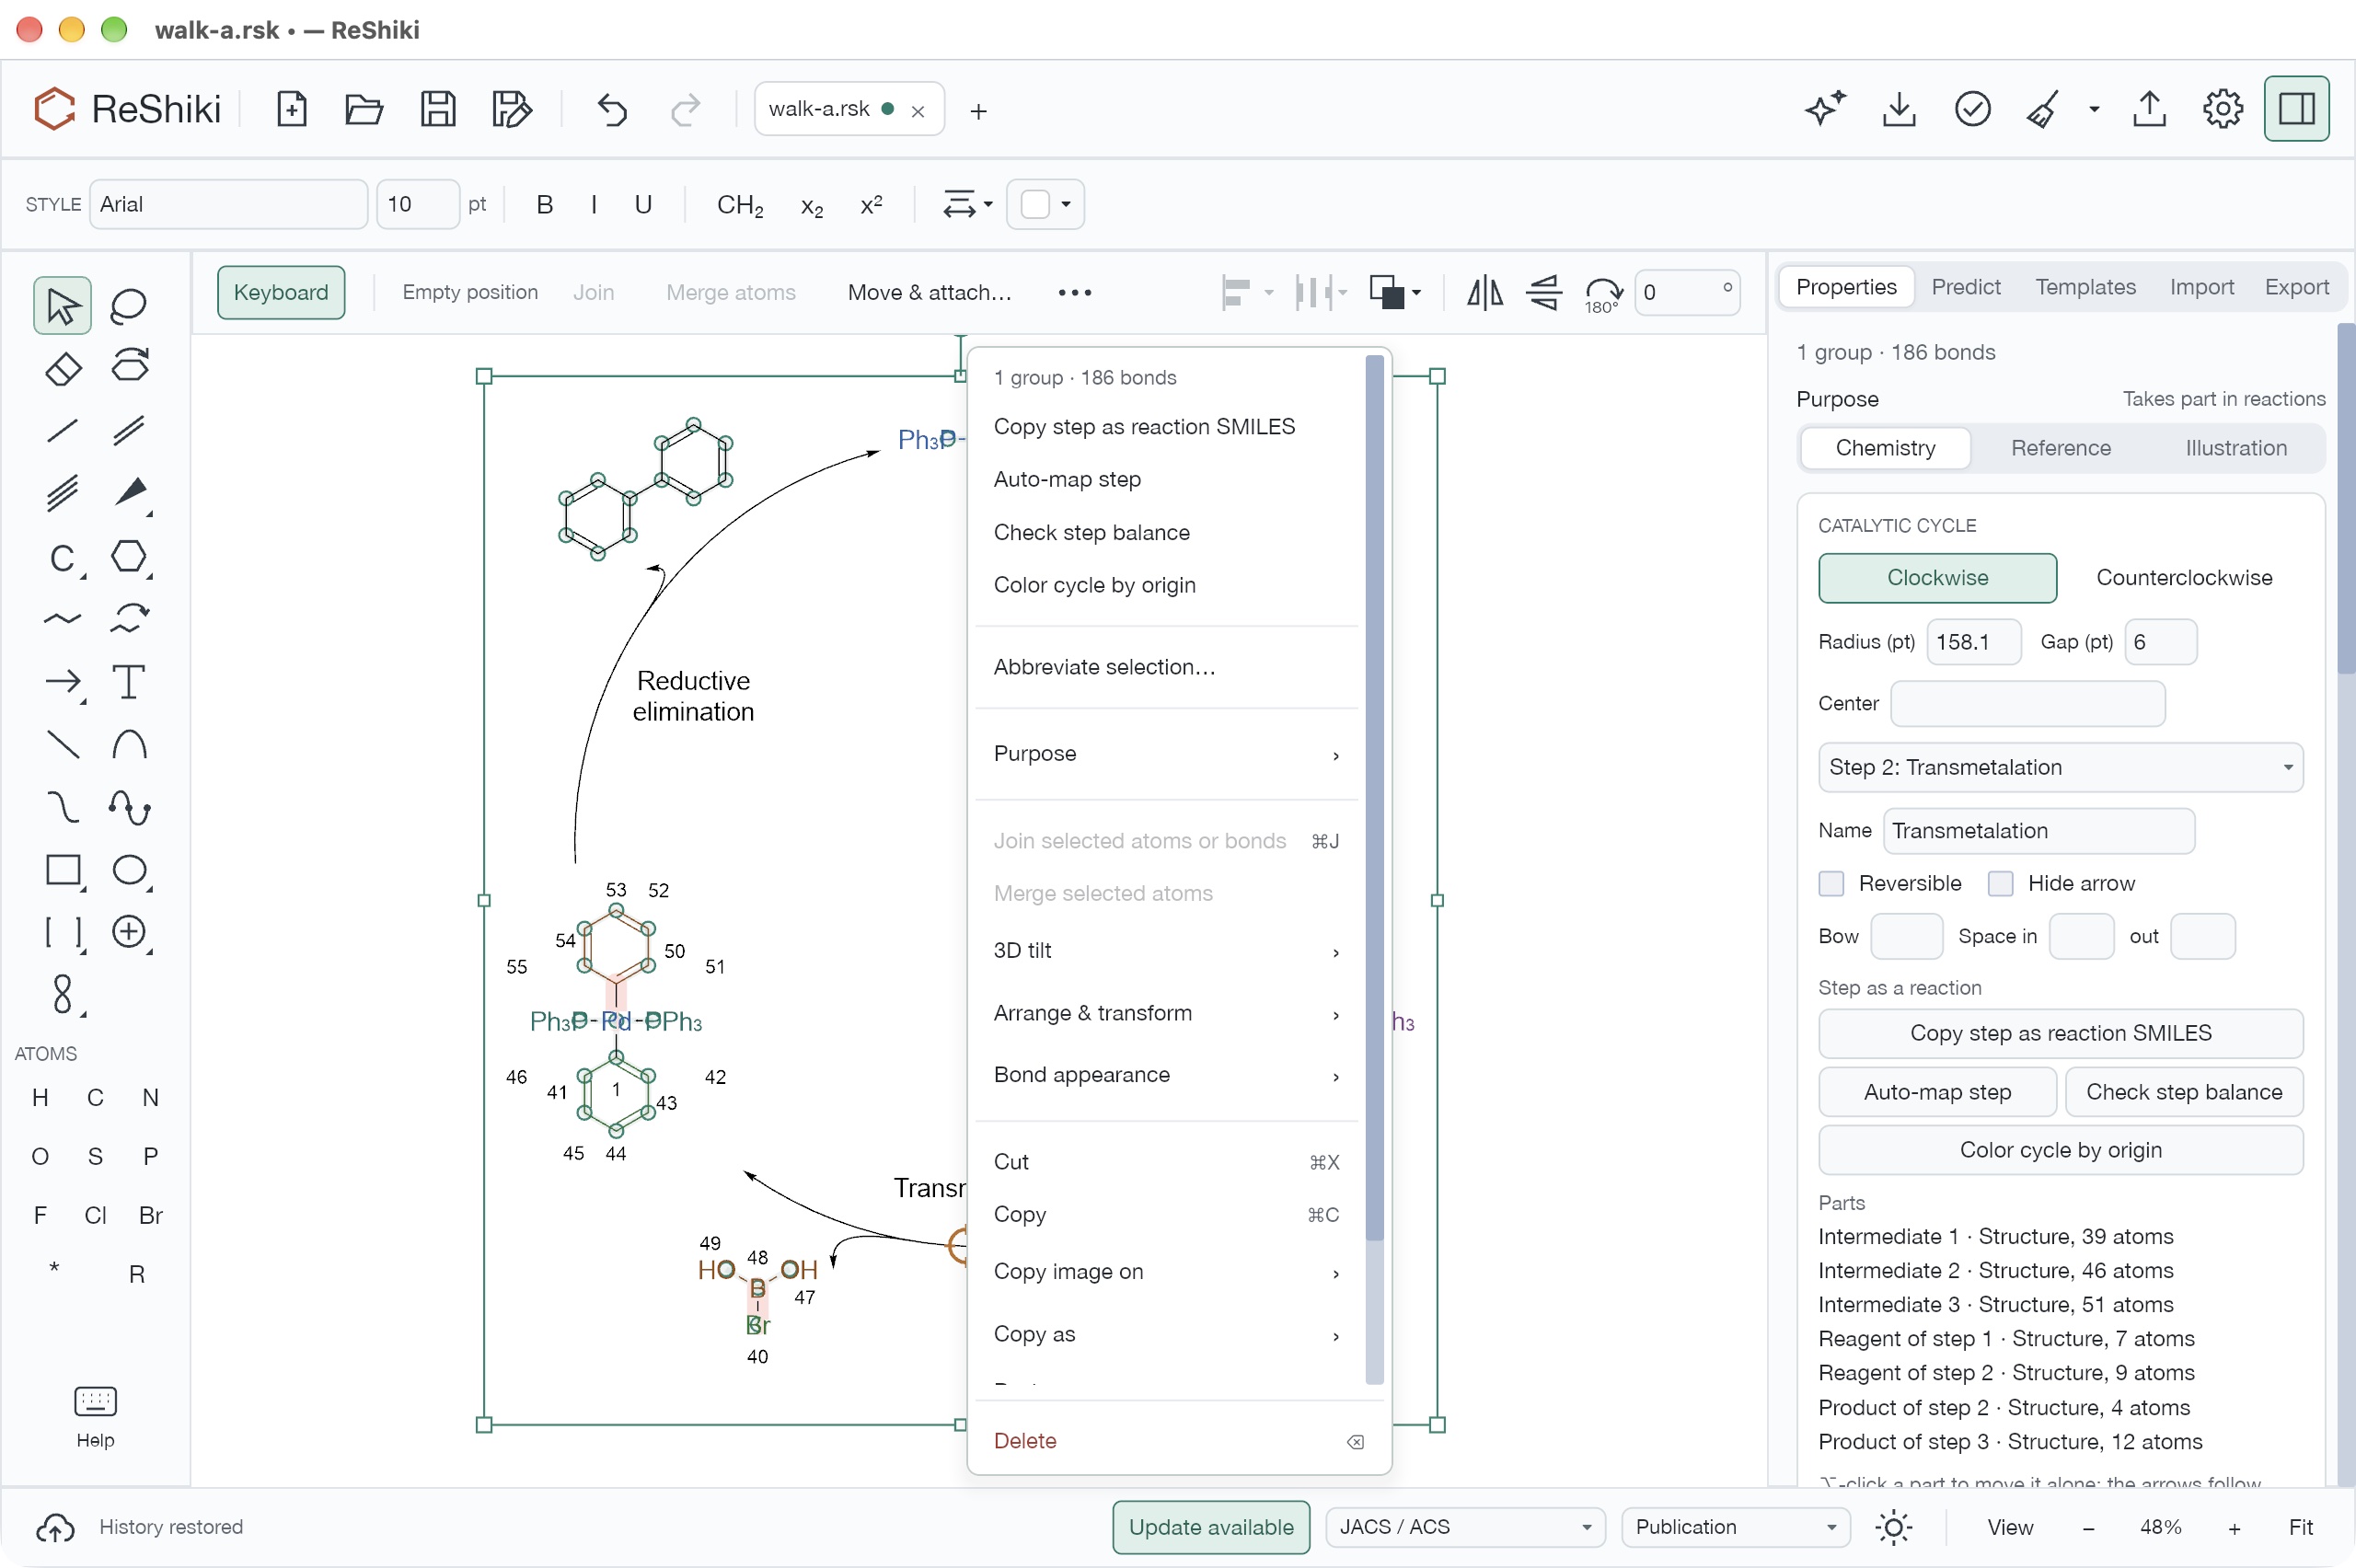 walk-a.rsk • — ReShiki
ReShiki
walk-a.rsk
STYLE Arial 10 pt B I U CH₂ x₂ x²
Keyboard Empty position Join Merge atoms Move & attach... 180° 0 °
Properties Predict Templates Import Export
1 group · 186 bonds
Purpose Takes part in reactions
Chemistry Reference Illustration
CATALYTIC CYCLE
Clockwise Counterclockwise
Radius (pt) 158.1 Gap (pt) 6
Center
Step 2: Transmetalation
Name Transmetalation
Reversible Hide arrow
Bow Space in out
Step as a reaction
Copy step as reaction SMILES
Auto-map step Check step balance
Color cycle by origin
Parts
Intermediate 1 · Structure, 39 atoms
Intermediate 2 · Structure, 46 atoms
Intermediate 3 · Structure, 51 atoms
Reagent of step 1 · Structure, 7 atoms
Reagent of step 2 · Structure, 9 atoms
Product of step 2 · Structure, 4 atoms
Product of step 3 · Structure, 12 atoms
⌥-click a part to move it alone; the arrows follow
C
T
ATOMS
H C N
O S P
F Cl Br
* R
Help
Ph₃P-
Reductive
elimination
53 52
54 50
55 51
Ph₃P-Pd-PPh₃
46 41 1 43 42
45 44
Transr
49 48
HO B OH
47
Br
40
h₃
1 group · 186 bonds
Copy step as reaction SMILES
Auto-map step
Check step balance
Color cycle by origin
Abbreviate selection...
Purpose
Join selected atoms or bonds ⌘J
Merge selected atoms
3D tilt
Arrange & transform
Bond appearance
Cut ⌘X
Copy ⌘C
Copy image on
Copy as
Delete
History restored
Update available JACS / ACS Publication View − 48% + Fit